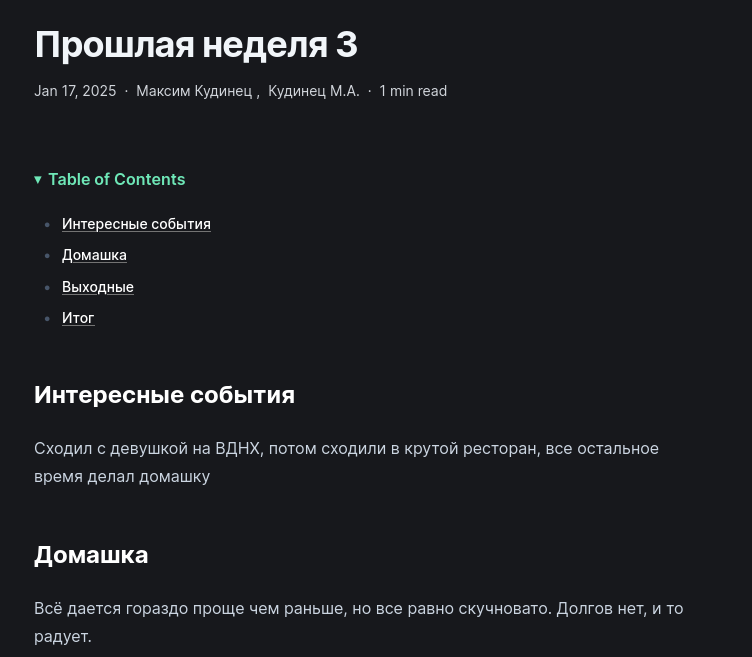 Прошлая неделя 3
Jan 17, 2025 · Максим Кудинец , Кудинец М.А. · 1 min read
▾ Table of Contents
Интересные события
Домашка
Выходные
Итог
Интересные события
Сходил с девушкой на ВДНХ, потом сходили в крутой ресторан, все остальное
время делал домашку
Домашка
Всё дается гораздо проще чем раньше, но все равно скучновато. Долгов нет, и то
радует.